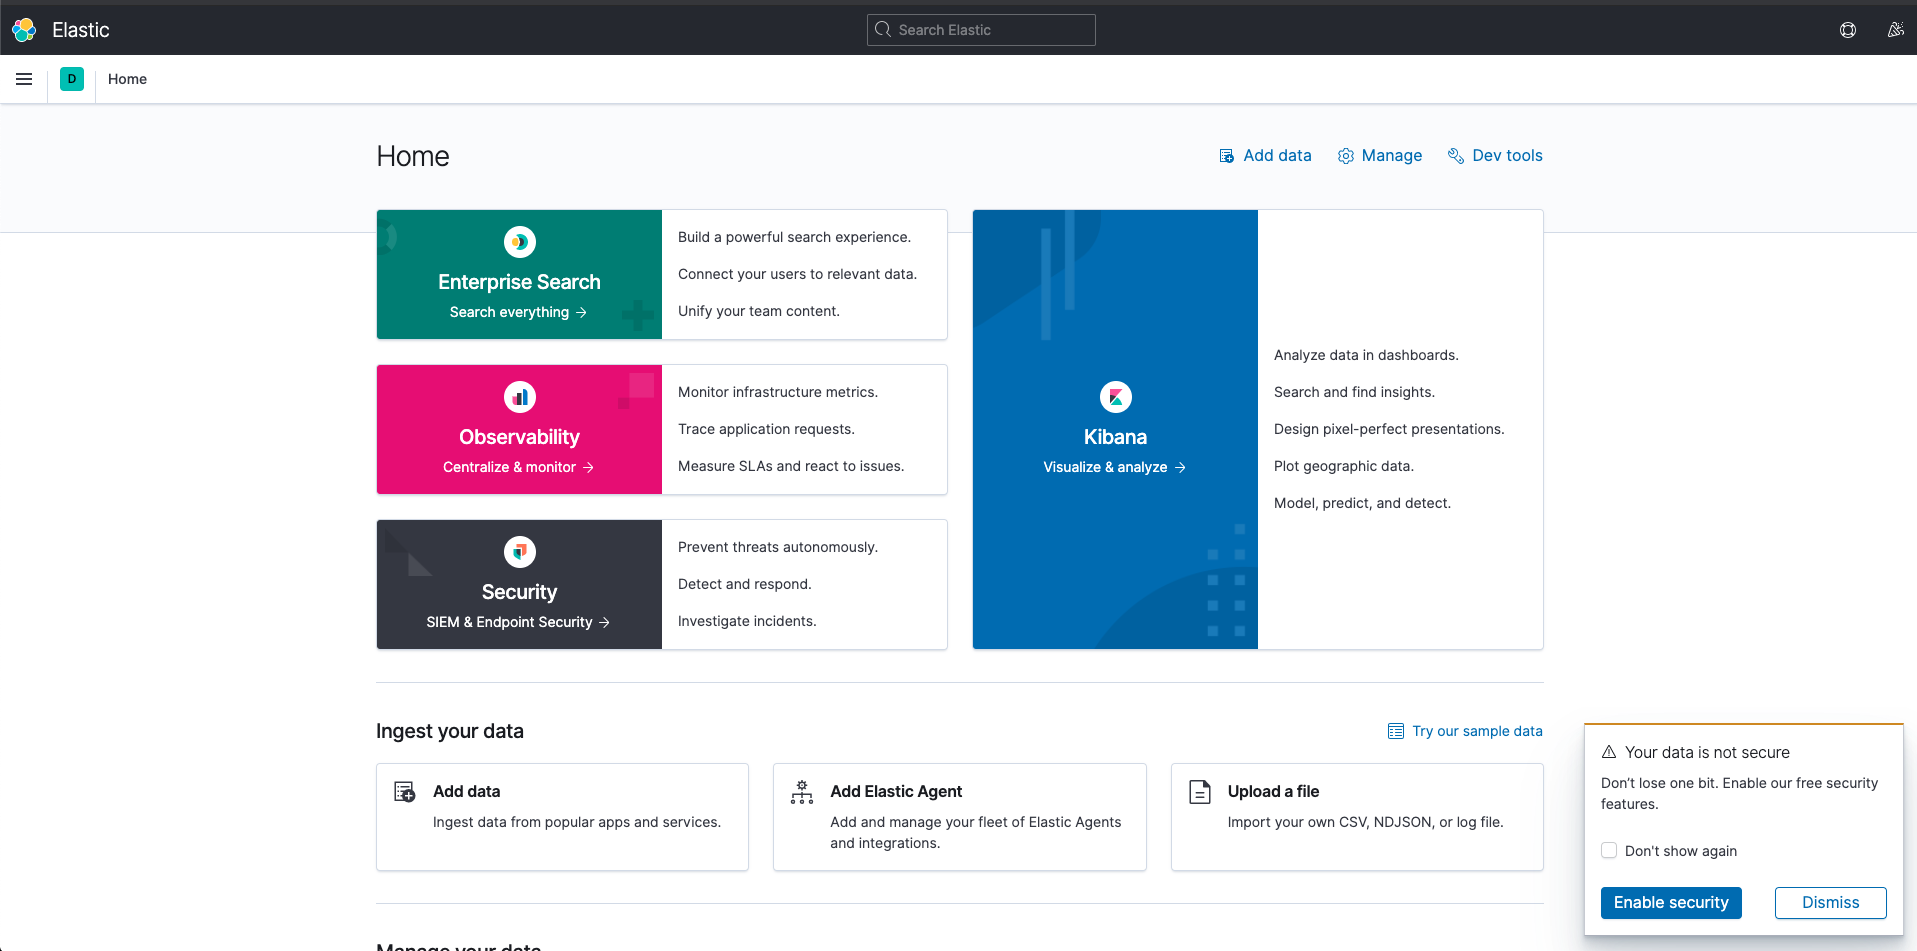 Elastic
Search Elastic
D
Home
Home
Add data
Manage
Dev tools
Enterprise Search
Search everything →
Build a powerful search experience.
Connect your users to relevant data.
Unify your team content.
Observability
Centralize & monitor →
Monitor infrastructure metrics.
Trace application requests.
Measure SLAs and react to issues.
Security
SIEM & Endpoint Security →
Prevent threats autonomously.
Detect and respond.
Investigate incidents.
Kibana
Visualize & analyze →
Analyze data in dashboards.
Search and find insights.
Design pixel-perfect presentations.
Plot geographic data.
Model, predict, and detect.
Ingest your data
Try our sample data
Add data
Ingest data from popular apps and services.
Add Elastic Agent
Add and manage your fleet of Elastic Agents
and integrations.
Upload a file
Import your own CSV, NDJSON, or log file.
Manage your data
Your data is not secure
Don’t lose one bit. Enable our free security
features.
Don't show again
Enable security
Dismiss